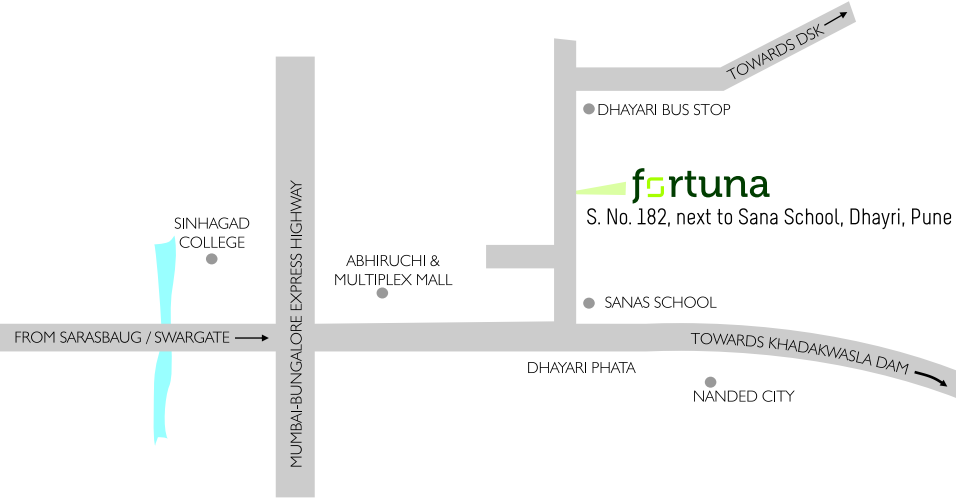 TOWARDS DSK
DHAYARI BUS STOP
fortuna
S. No. 182, next to Sana School, Dhayri, Pune
SINHAGAD
COLLEGE
MUMBAI-BUNGALORE EXPRESS HIGHWAY
ABHIRUCHI &
MULTIPLEX MALL
SANAS SCHOOL
FROM SARASBAUG / SWARGATE
TOWARDS KHADAKWASLA DAM
DHAYARI PHATA
NANDED CITY